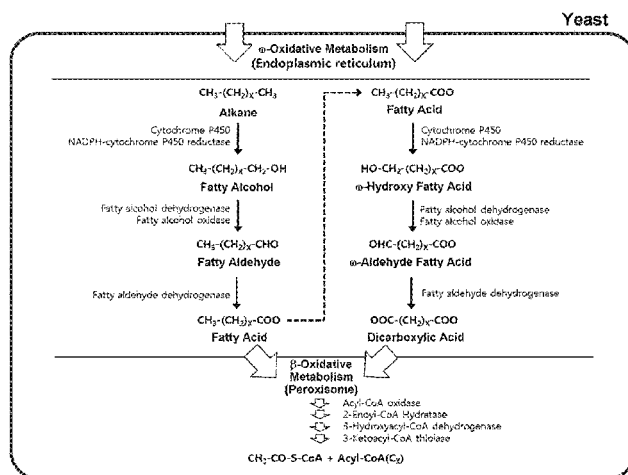 Yeast
ω-Oxidative Metabolism
(Endoplasmic reticulum)
CH₃-(CH₂)ₓ-CH₃
Alkane
Cytochrome P450
NADPH-cytochrome P450 reductase
CH₃-(CH₂)ₓ-CH₂-OH
Fatty Alcohol
Fatty alcohol dehydrogenase
Fatty alcohol oxidase
CH₃-(CH₂)ₓ-CHO
Fatty Aldehyde
Fatty aldehyde dehydrogenase
CH₃-(CH₂)ₓ-COO
Fatty Acid
CH₃-(CH₂)ₓ-COO
Fatty Acid
Cytochrome P450
NADPH-cytochrome P450 reductase
HO-CH₂-(CH₂)ₓ-COO
ω-Hydroxy Fatty Acid
Fatty alcohol dehydrogenase
Fatty alcohol oxidase
OHC-(CH₂)ₓ-COO
ω-Aldehyde Fatty Acid
Fatty aldehyde dehydrogenase
OOC-(CH₂)ₓ-COO
Dicarboxylic Acid
β-Oxidative
Metabolism
(Peroxisome)
Acyl-CoA oxidase
2-Enoyl-CoA Hydratase
3-Hydroxyacyl-CoA dehydrogenase
3-Ketoacyl-CoA thiolase
CH₃-CO-S-CoA + Acyl-CoA(Cₓ)